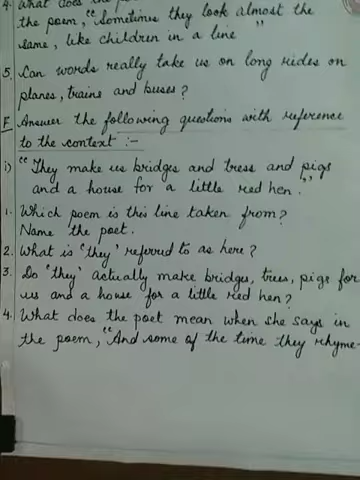 4. What does the
the poem, "Sometimes they look almost the
same, like children in a line"
5. Can words really take us on long rides on
planes, trains and buses?
F. Answer the following questions with reference
to the context :-
i) "They make us bridges and tress and pigs
and a house for a little red hen."
1. Which poem is this line taken from?
Name the poet.
2. What is 'they' referred to as here?
3. Do 'they' actually make bridges, trees, pigs for
us and a house for a little red hen?
4. What does the poet mean when she says in
the poem, "And some of the time they rhyme-